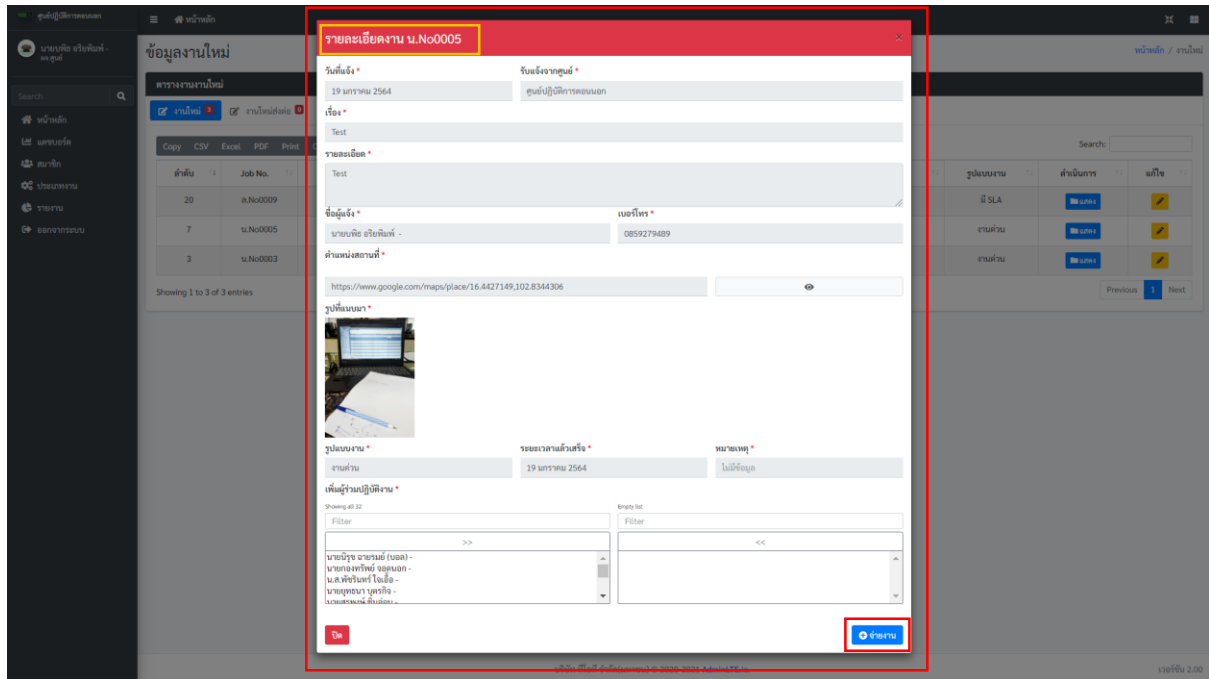 ศูนย์ปฏิบัติการคอนนอก
หน้าหลัก
นายบพิธ อริยพิมพ์ -
ผอ.ศูนย์
ข้อมูลงานใหม่
หน้าหลัก / งานใหม่
Search
หน้าหลัก
แดชบอร์ด
สมาชิก
ประเภทงาน
รายงาน
ออกจากระบบ
ตารางงานงานใหม่
งานใหม่ 3
งานใหม่ส่งต่อ 0
Copy CSV Excel PDF Print
Search:
ลำดับ Job No. รูปแบบงาน ดำเนินการ แก้ไข
20 ก.No0009 มี SLA แสดง
7 น.No0005 งานด่วน แสดง
3 น.No0003 งานด่วน แสดง
Showing 1 to 3 of 3 entries
Previous 1 Next
รายละเอียดงาน น.No0005
×
วันที่แจ้ง * รับแจ้งจากศูนย์ *
19 มกราคม 2564 ศูนย์ปฏิบัติการคอนนอก
เรื่อง *
Test
รายละเอียด *
Test
ชื่อผู้แจ้ง * เบอร์โทร *
นายบพิธ อริยพิมพ์ - 0859279489
ตำแหน่งสถานที่ *
https://www.google.com/maps/place/16.4427149,102.8344306
รูปที่แนบมา *
รูปแบบงาน * ระยะเวลาแล้วเสร็จ * หมายเหตุ *
งานด่วน 19 มกราคม 2564 ไม่มีข้อมูล
เพิ่มผู้ร่วมปฏิบัติงาน *
Showing all 32 Empty list
Filter Filter
>> <<
นายนิรุช อายรมย์ (บอล) -
นายกองทรัพย์ จอดนอก -
น.ส.พัชรินทร์ ใจเอื้อ -
นายยุทธนา บุตรกิจ -
ปิด
จ่ายงาน
2020-2021 AdminLTE.io
เวอร์ชัน 2.00